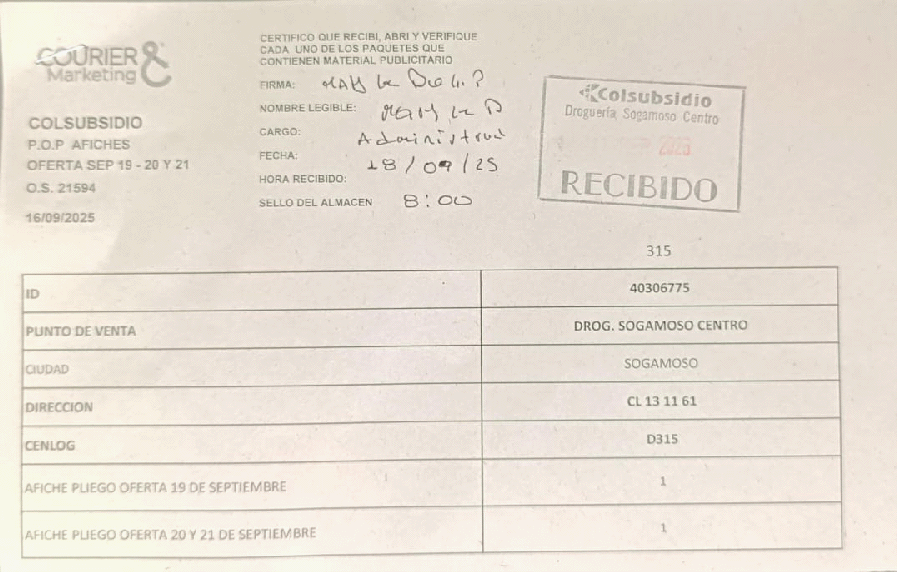 COURIER &
Marketing
COLSUBSIDIO
P.O.P AFICHES
OFERTA SEP 19 - 20 Y 21
O.S. 21594
16/09/2025
CERTIFICO QUE RECIBI, ABRI Y VERIFIQUE
CADA UNO DE LOS PAQUETES QUE
CONTIENEN MATERIAL PUBLICITARIO
FIRMA:
NOMBRE LEGIBLE:
CARGO:
FECHA: 18/09/25
HORA RECIBIDO:
SELLO DEL ALMACEN 8:00
Colsubsidio
Droguería Sogamoso Centro
RECIBIDO
315
ID 40306775
PUNTO DE VENTA DROG. SOGAMOSO CENTRO
CIUDAD SOGAMOSO
DIRECCION CL 13 11 61
CENLOG D315
AFICHE PLIEGO OFERTA 19 DE SEPTIEMBRE 1
AFICHE PLIEGO OFERTA 20 Y 21 DE SEPTIEMBRE 1